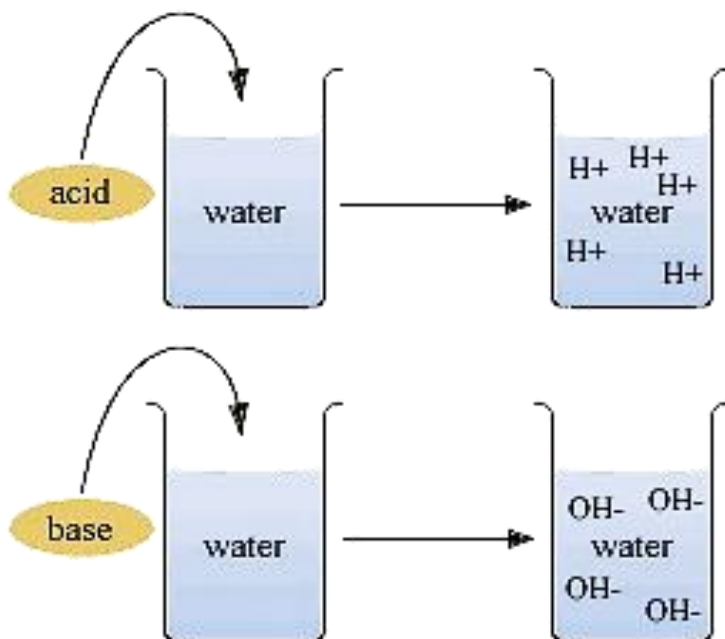 acid
water
H+ H+
H+
water
H+
H+
base
water
OH- OH-
water
OH-
OH-